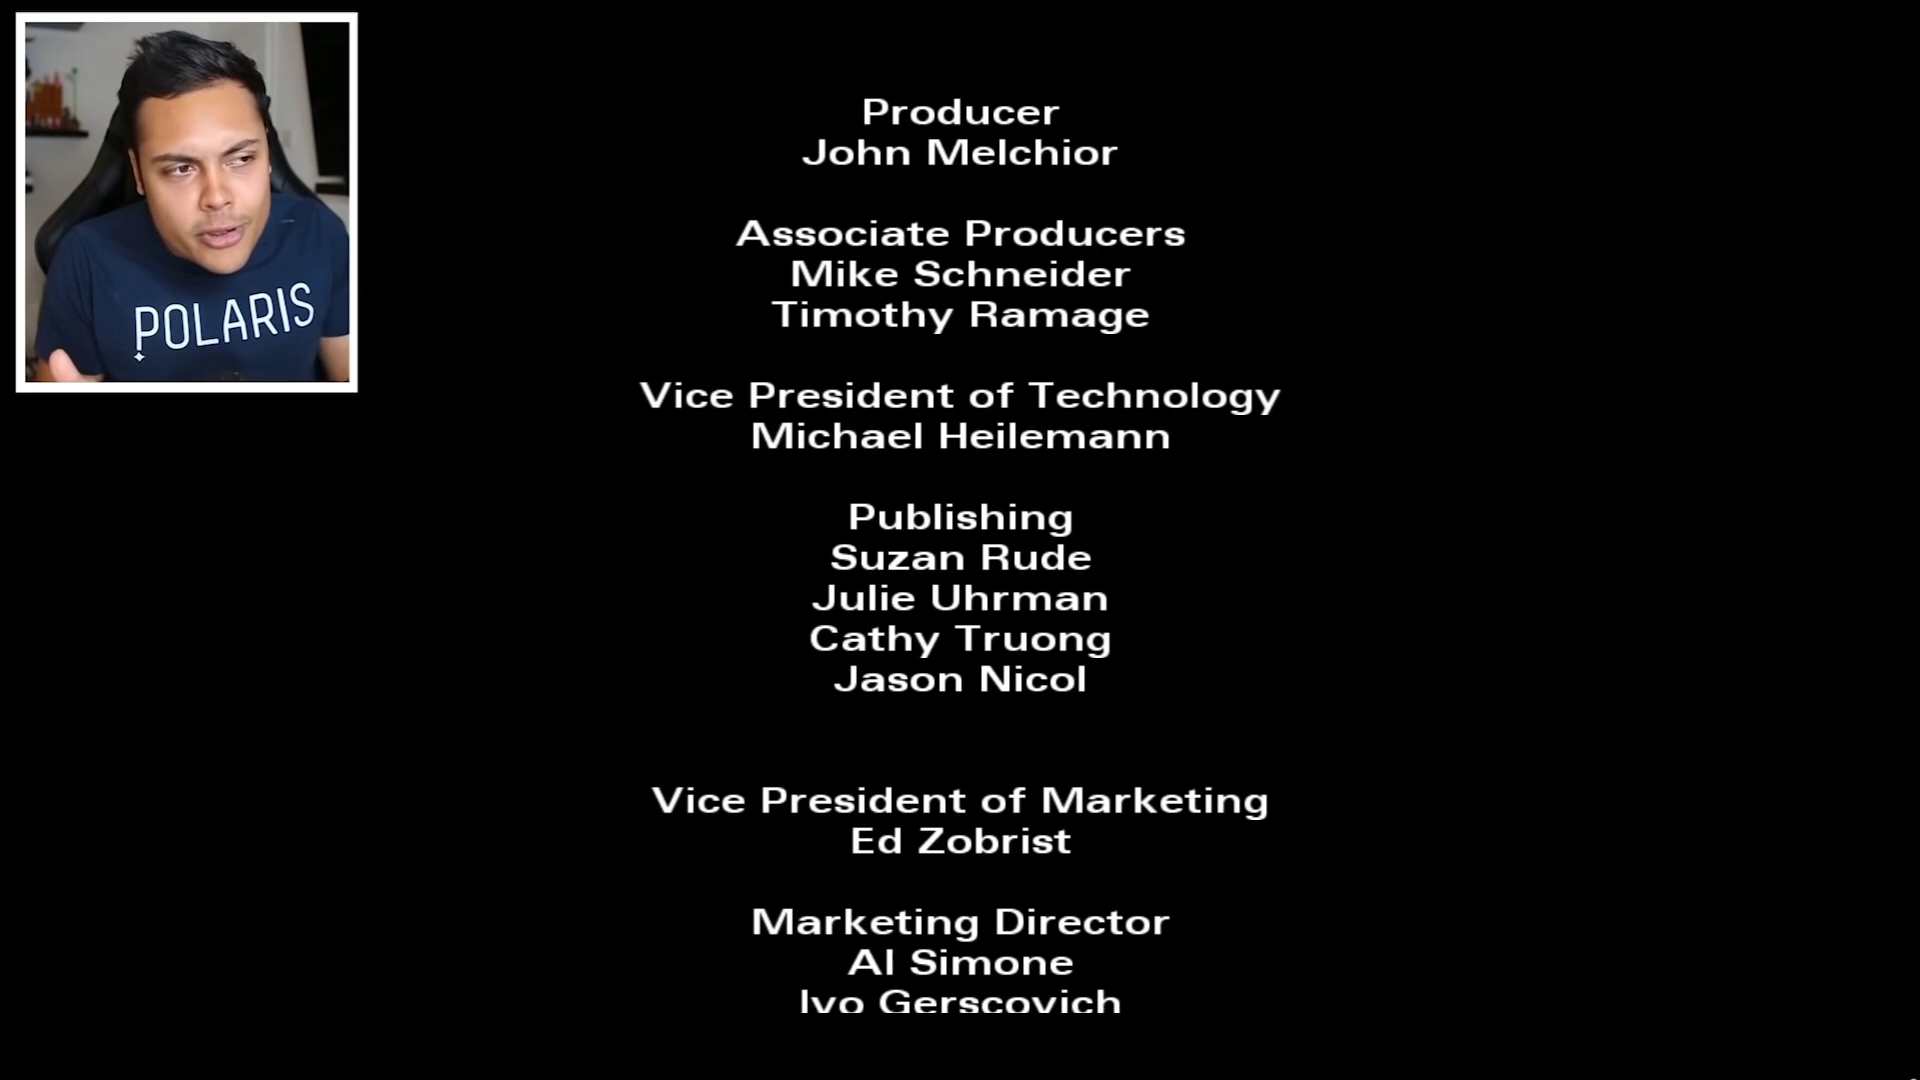 POLARIS
Producer
John Melchior
Associate Producers
Mike Schneider
Timothy Ramage
Vice President of Technology
Michael Heilemann
Publishing
Suzan Rude
Julie Uhrman
Cathy Truong
Jason Nicol
Vice President of Marketing
Ed Zobrist
Marketing Director
Al Simone
Ivo Gerscovich